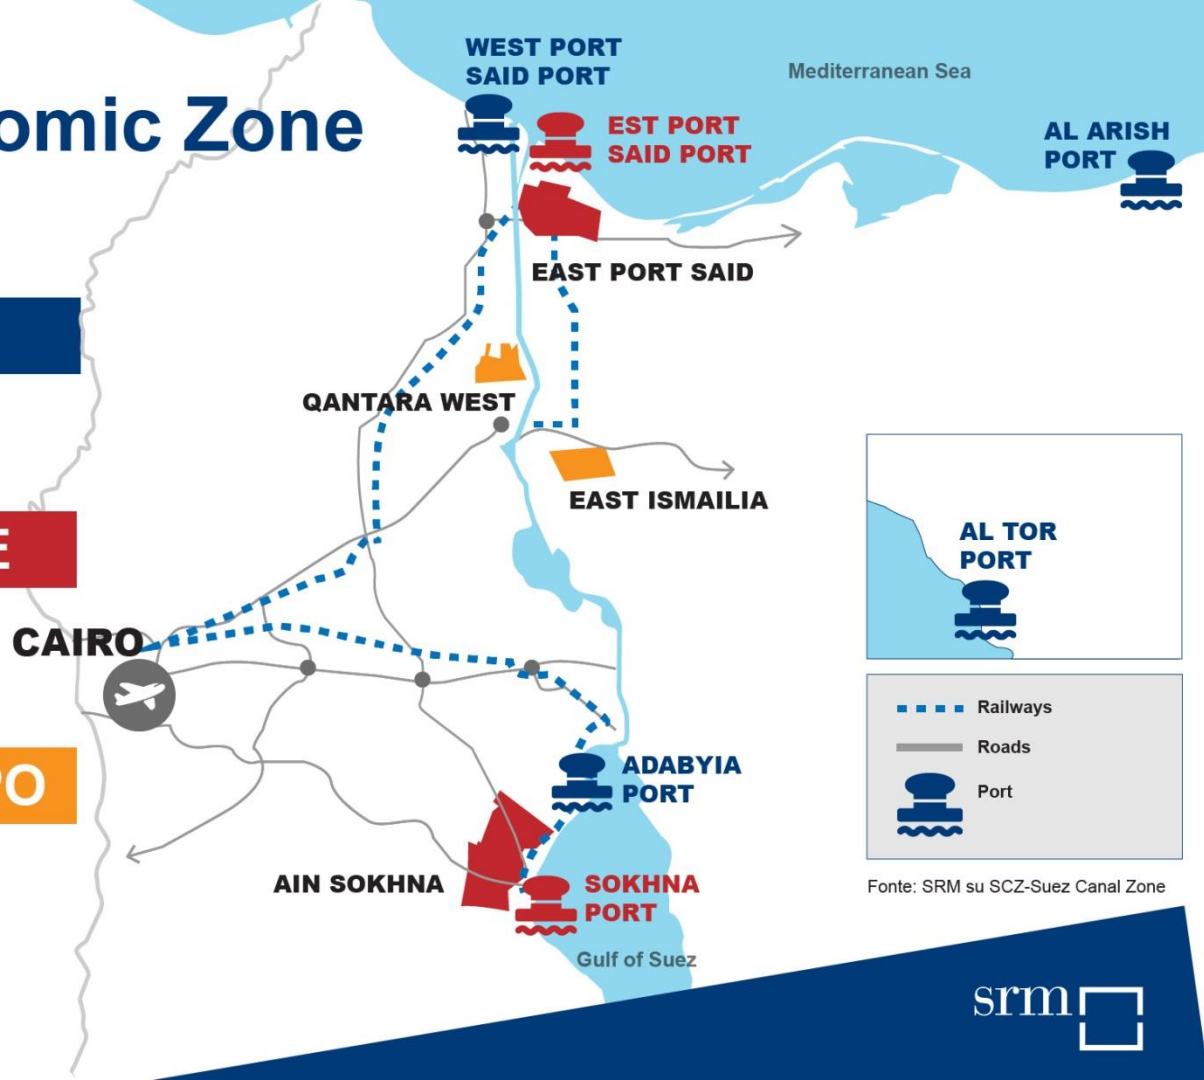 omic Zone
WEST PORT
SAID PORT
Mediterranean Sea
EST PORT
SAID PORT
AL ARISH
PORT
EAST PORT SAID
QANTARA WEST
EAST ISMAILIA
E
AL TOR
PORT
CAIRO
Railways
Roads
Port
PO
ADABYIA
PORT
AIN SOKHNA
SOKHNA
PORT
Fonte: SRM su SCZ-Suez Canal Zone
Gulf of Suez
srm